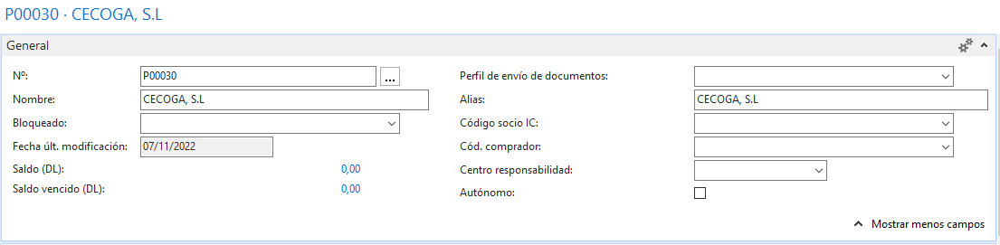 P00030 · CECOGA, S.L
General
Nº: P00030 ...
Nombre: CECOGA, S.L
Bloqueado:
Fecha últ. modificación: 07/11/2022
Saldo (DL): 0,00
Saldo vencido (DL): 0,00
Perfil de envío de documentos:
Alias: CECOGA, S.L
Código socio IC:
Cód. comprador:
Centro responsabilidad:
Autónomo:
Mostrar menos campos